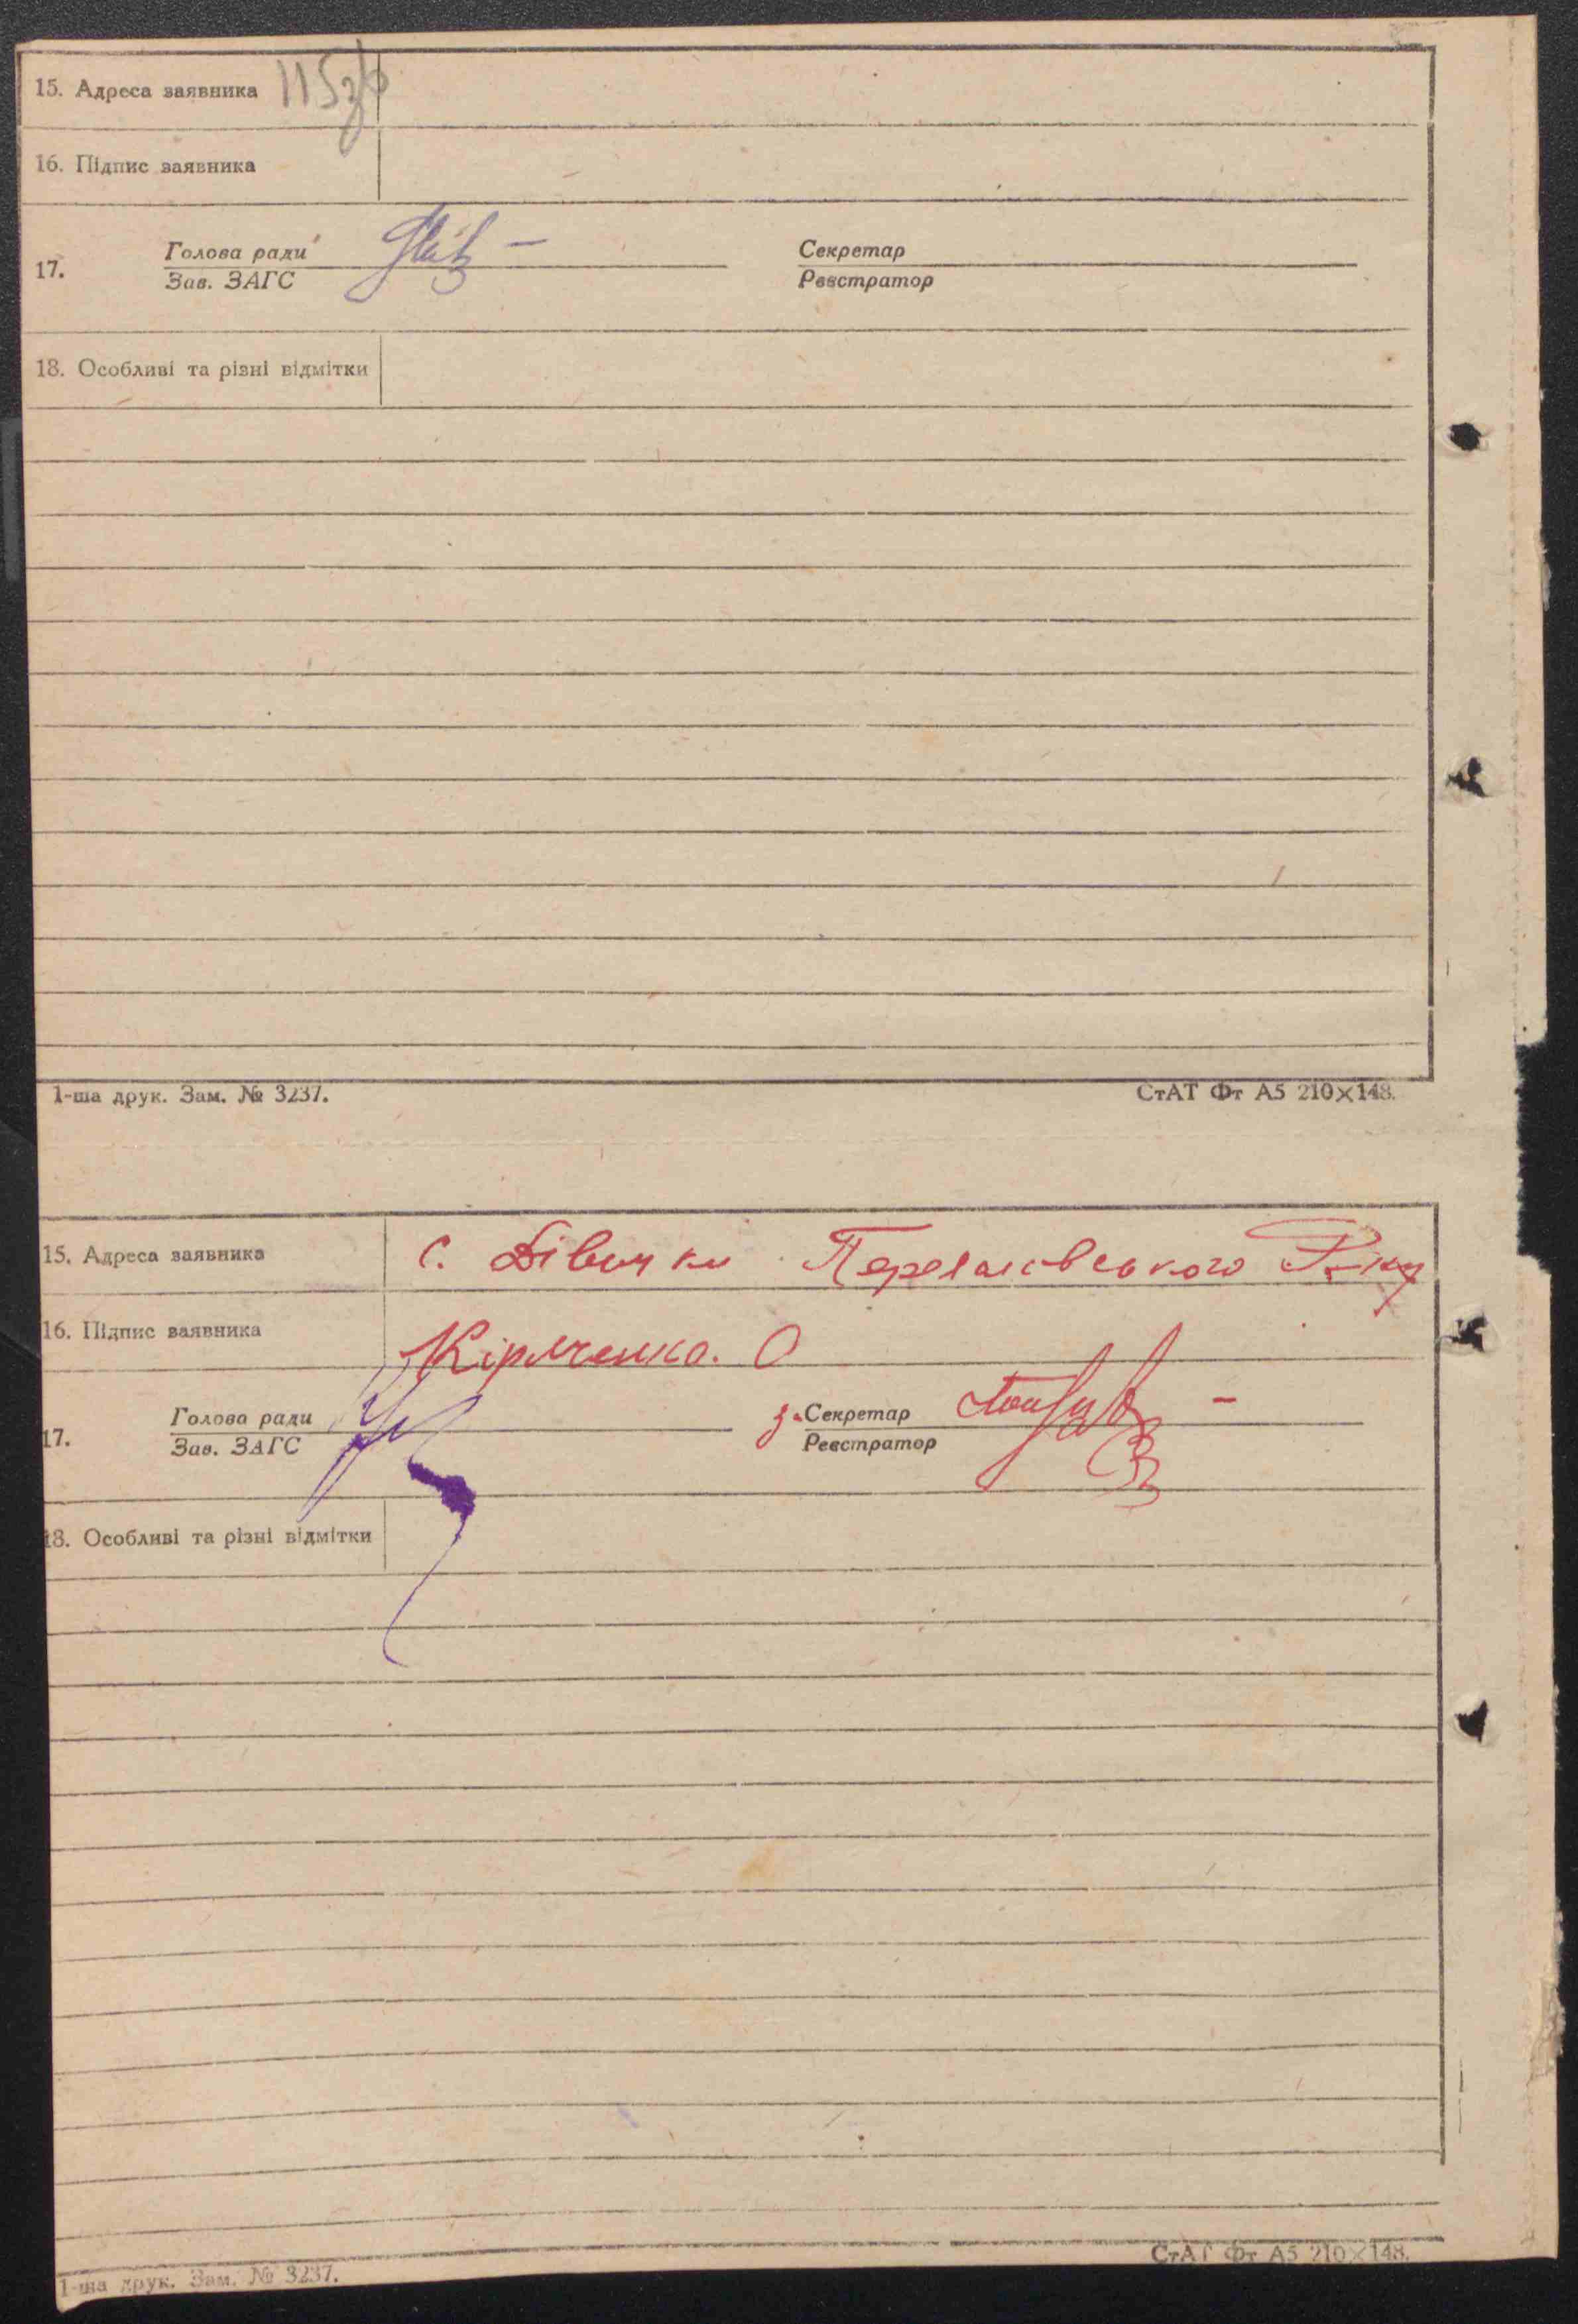 15. Адреса заявника 115зв
16. Підпис заявника
17. Голова ради Секретар
Зав. ЗАГС Реєстратор
18. Особливі та різні відмітки
1-ша друк. Зам. № 3237. СтАТ Фт А5 210×148.
15. Адреса заявника с. Дівички Переяславського Р-ну
16. Підпис заявника Кірпченко. О
17. Голова ради За Секретар
Зав. ЗАГС Реєстратор
18. Особливі та різні відмітки
1-ша друк. Зам. № 3237. СтАТ Фт А5 210×148.